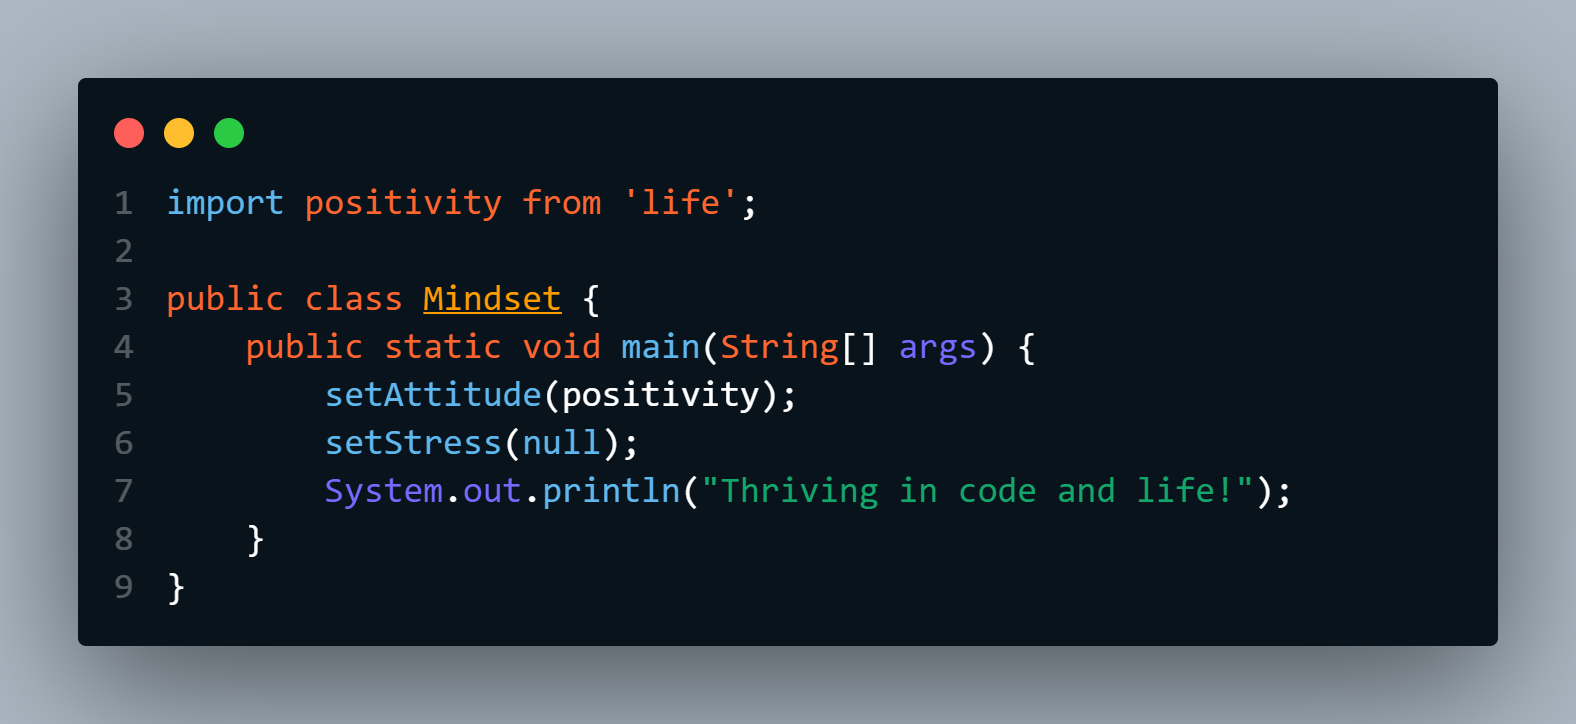 1 import positivity from 'life';
2
3 public class Mindset {
4     public static void main(String[] args) {
5         setAttitude(positivity);
6         setStress(null);
7         System.out.println("Thriving in code and life!");
8     }
9 }